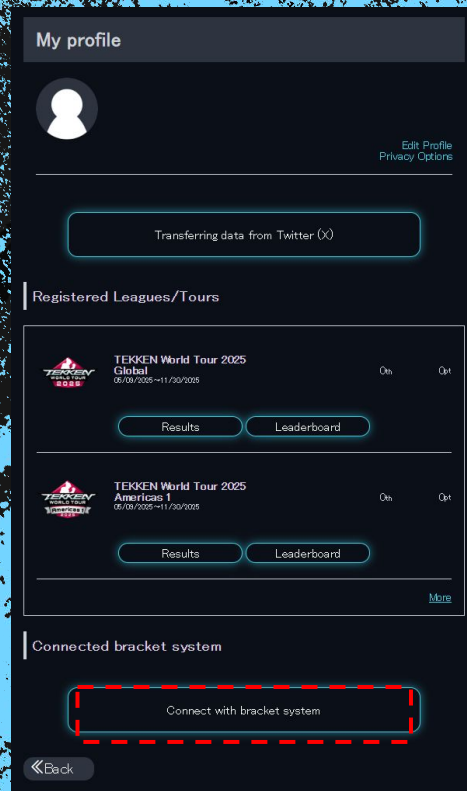 My profile
Edit Profile
Privacy Options
Transferring data from Twitter (X)
Registered Leagues/Tours
TEKKEN World Tour 2025
Global
05/09/2025~11/30/2025
0th
0pt
TEKKEN
WORLD TOUR
2025
Results
Leaderboard
TEKKEN World Tour 2025
Americas 1
05/09/2025~11/30/2025
0th
0pt
TEKKEN
WORLD TOUR
Americas
2025
Results
Leaderboard
More
Connected bracket system
Connect with bracket system
Back